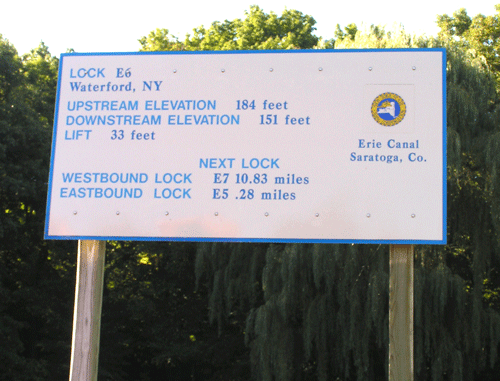 LOCK E6
Waterford, NY
UPSTREAM ELEVATION 184 feet
DOWNSTREAM ELEVATION 151 feet
LIFT 33 feet
Erie Canal
Saratoga, Co.
NEXT LOCK
WESTBOUND LOCK E7 10.83 miles
EASTBOUND LOCK E5 .28 miles